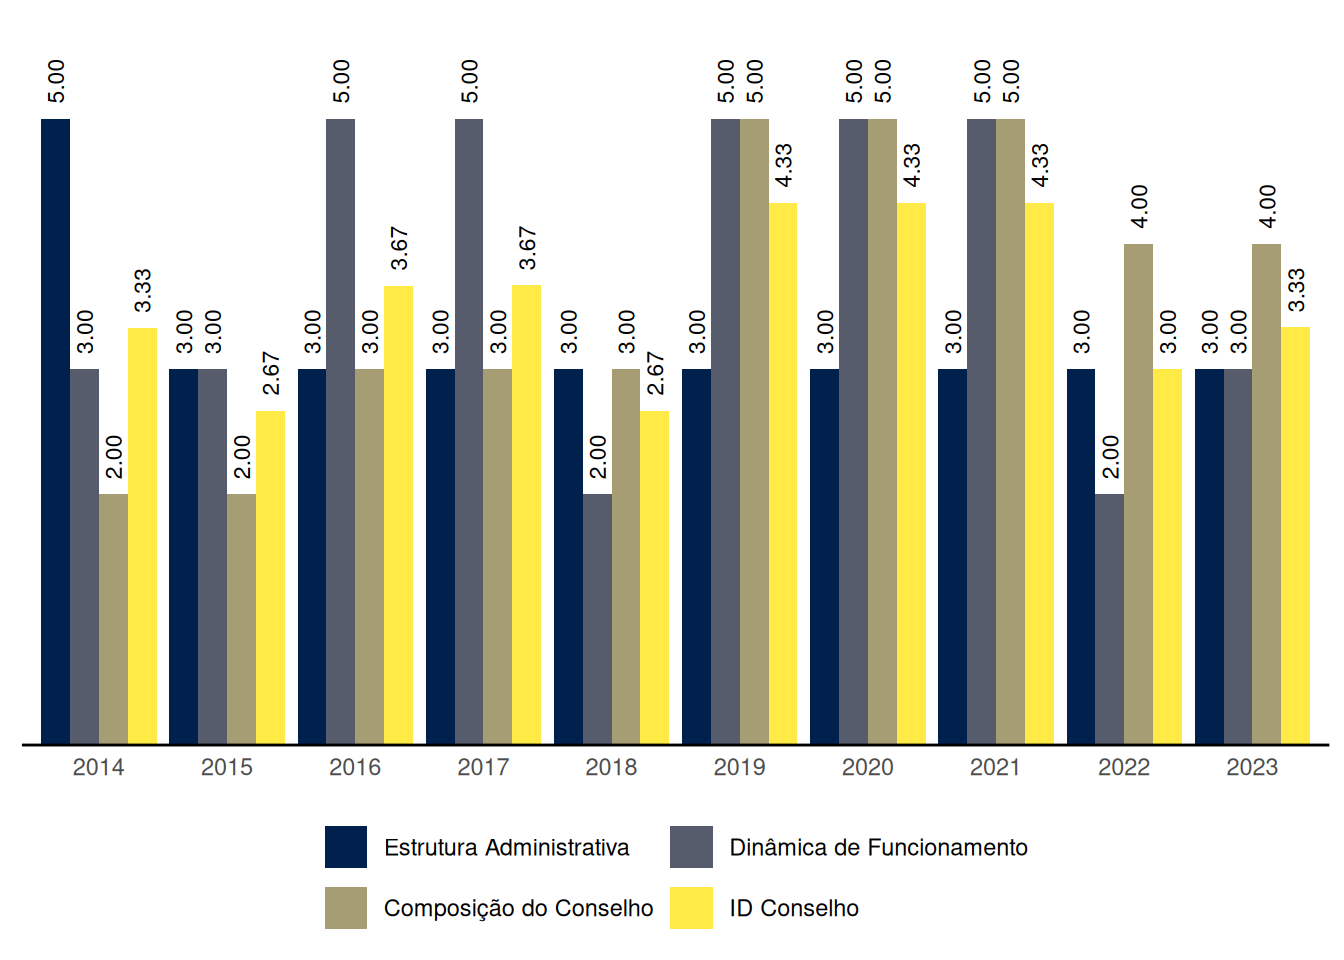 5.00 3.00 2.00 3.33 3.00 3.00 2.00 2.67 3.00 5.00 3.00 3.67 3.00 5.00 3.00 3.67 3.00 2.00 3.00 2.67 3.00 5.00 5.00 4.33 3.00 5.00 5.00 4.33 3.00 5.00 5.00 4.33 3.00 2.00 4.00 3.00 3.00 3.00 4.00 3.33
2014 2015 2016 2017 2018 2019 2020 2021 2022 2023
Estrutura Administrativa Dinâmica de Funcionamento
Composição do Conselho ID Conselho